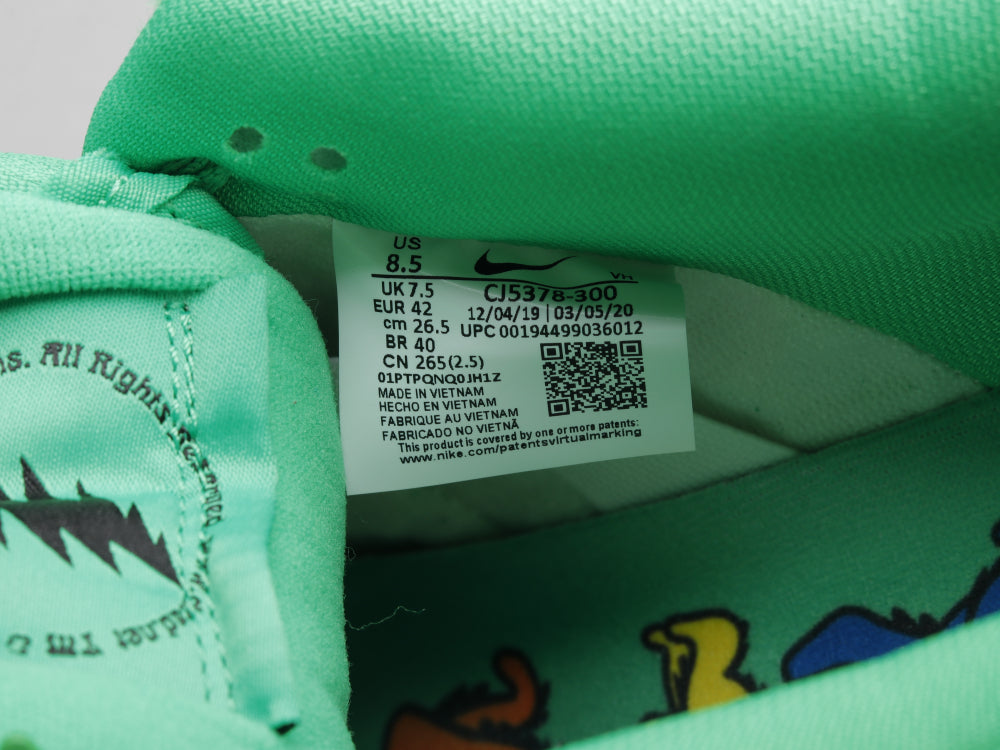 US
8.5
UK 7.5
EUR 42
cm 26.5
BR 40
CN 265(2.5)
VH
CJ5378-300
12/04/19 | 03/05/20
UPC 00194499036012
01PTPQNQ0JH1Z
MADE IN VIETNAM
HECHO EN VIETNAM
FABRIQUE AU VIETNAM
FABRICADO NO VIETNÃ
This product is covered by one or more patents:
www.nike.com/patentsvirtualmarking
All Rights